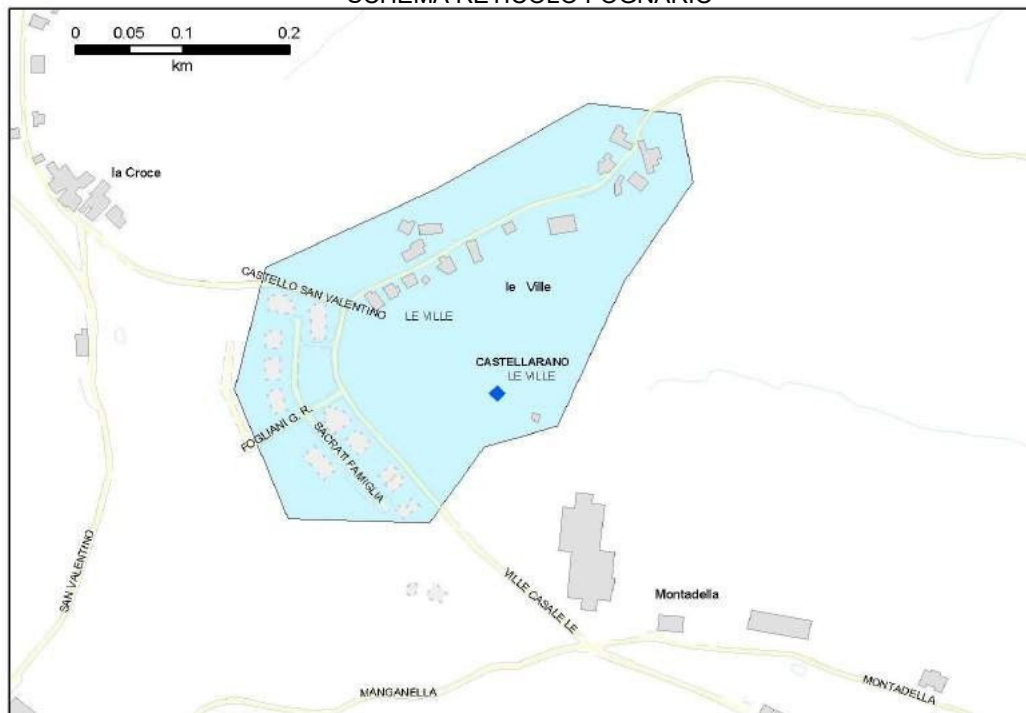 SCHEMA RETICOLO FOGNARIO
0 0.05 0.1 0.2
km
la Croce
CASTELLO SAN VALENTINO
le Ville
LE VILLE
CASTELLARANO
LE VILLE
FOGLIANI G. R.
SACRATI FAMIGLIA
SAN VALENTINO
VILLE CASALE LE
Montadella
MANGANELLA
MONTADELLA